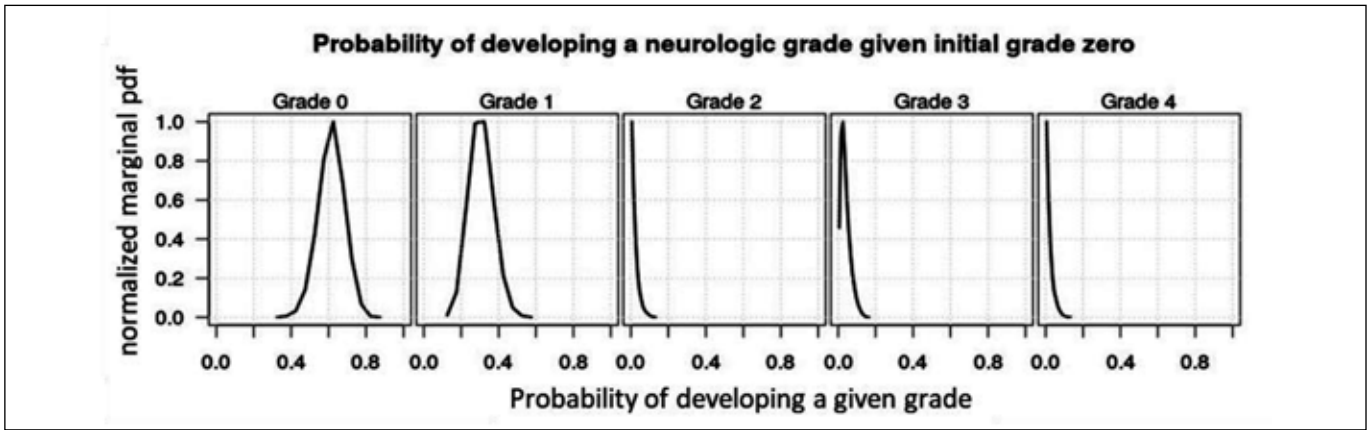 Probability of developing a neurologic grade given initial grade zero
normalized marginal pdf
Grade 0 Grade 1 Grade 2 Grade 3 Grade 4
1.0
0.8
0.6
0.4
0.2
0.0
0.0 0.4 0.8 0.0 0.4 0.8 0.0 0.4 0.8 0.0 0.4 0.8 0.0 0.4 0.8
Probability of developing a given grade